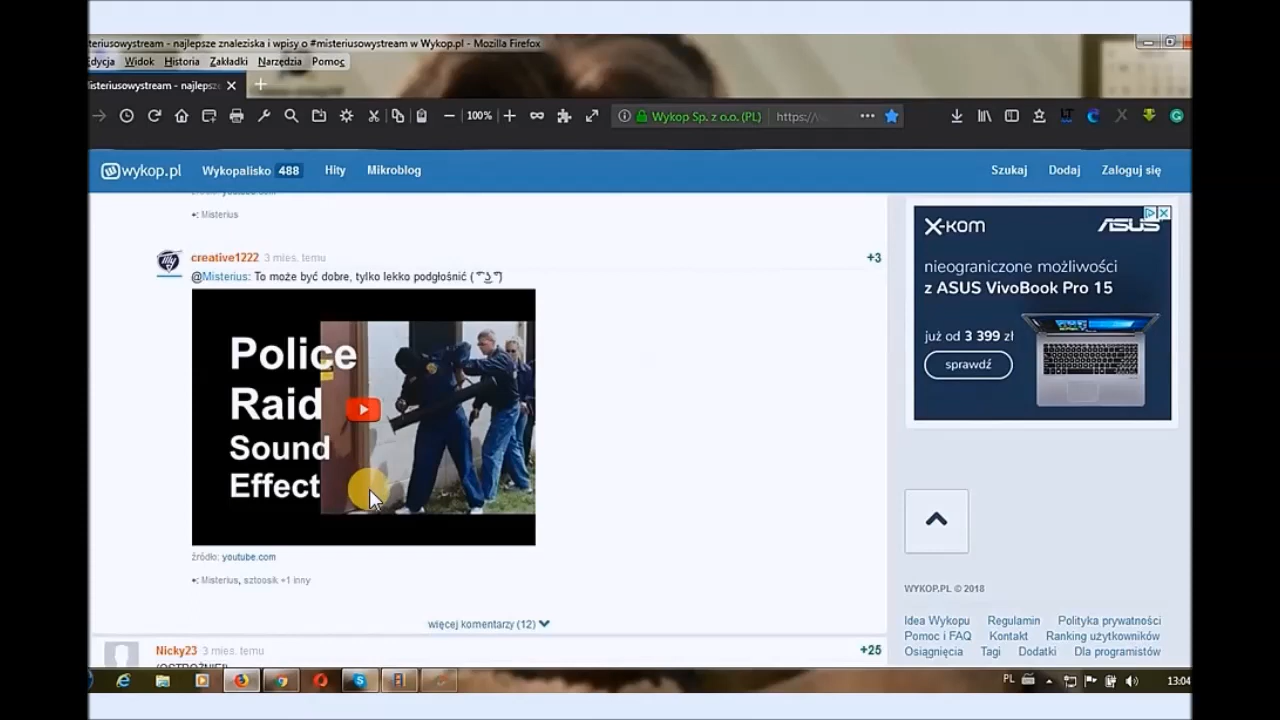 teriusowystream - najlepsze znaleziska i wpisy o #misteriusowystream w Wykop.pl - Mozilla Firefox
Edycja Widok Historia Zakładki Narzędzia Pomoc
Misteriusowystream - najlepsz
100%
Wykop Sp. z o.o. (PL) https://
wykop.pl Wykopalisko 488 Hity Mikroblog Szukaj Dodaj Zaloguj się
Misterius
creative1222 3 mies. temu +3
@Misterius: To może być dobre, tylko lekko podgłośnić ( ͡° ͜ʖ ͡°)
Police
Raid
Sound
Effect
źródło: youtube.com
Misterius, sztoosik +1 inny
więcej komentarzy (12)
Nicky23 3 mies. temu +25
X-kom ASUS
nieograniczone możliwości
z ASUS VivoBook Pro 15
już od 3 399 zł
sprawdź
WYKOP.PL © 2018
Idea Wykopu Regulamin Polityka prywatności
Pomoc i FAQ Kontakt Ranking użytkowników
Osiągnięcia Tagi Dodatki Dla programistów
PL 13:04